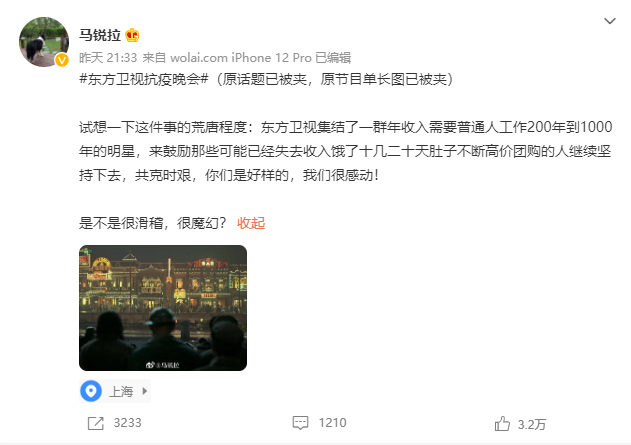 马锐拉
昨天 21:33 来自 wolai.com iPhone 12 Pro 已编辑
#东方卫视抗疫晚会#（原话题已被夹，原节目单长图已被夹）
试想一下这件事的荒唐程度：东方卫视集结了一群年收入需要普通人工作200年到1000
年的明星，来鼓励那些可能已经失去收入饿了十几二十天肚子不断高价团购的人继续坚
持下去，共克时艰，你们是好样的，我们很感动！
是不是很滑稽，很魔幻？ 收起
@马锐拉
上海
3233 1210 3.2万